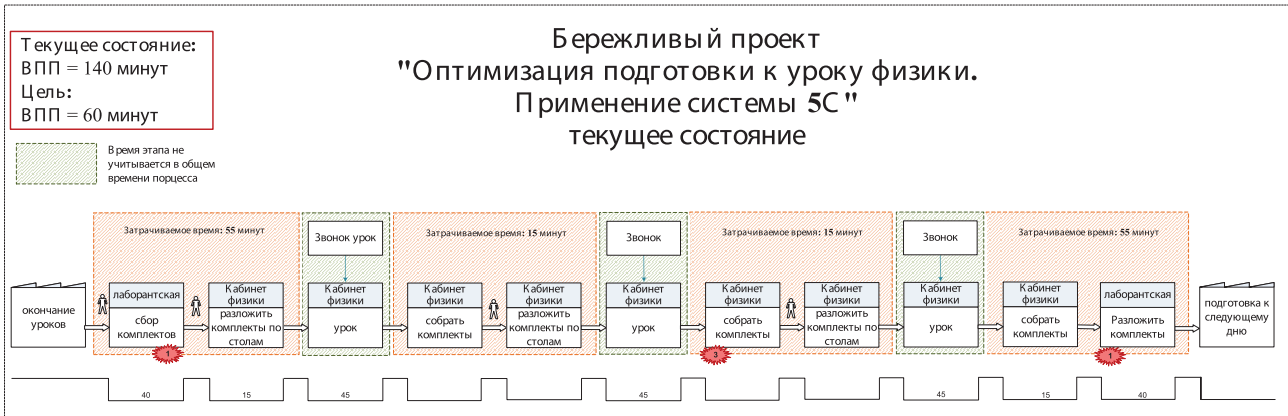 Текущее состояние:
ВПП = 140 минут
Цель:
ВПП = 60 минут
Бережливый проект
"Оптимизация подготовки к уроку физики.
Применение системы 5С"
текущее состояние
Время этапа не
учитывается в общем
времени порцесса
Затрачиваемое время: 55 минут
Звонок урок
Затрачиваемое время: 15 минут
Звонок
Затрачиваемое время: 15 минут
Звонок
Затрачиваемое время: 55 минут
окончание
уроков
лаборантская
сбор
комплектов
1
Кабинет
физики
разложить
комплекты по
столам
Кабинет
физики
урок
Кабинет
физики
собрать
комплекты
Кабинет
физики
разложить
комплекты по
столам
Кабинет
физики
урок
Кабинет
физики
собрать
комплекты
3
Кабинет
физики
разложить
комплекты по
столам
Кабинет
физики
урок
Кабинет
физики
собрать
комплекты
лаборантская
Разложить
комплекты
1
подготовка к
следующему
дню
40
15
45
45
45
15
40